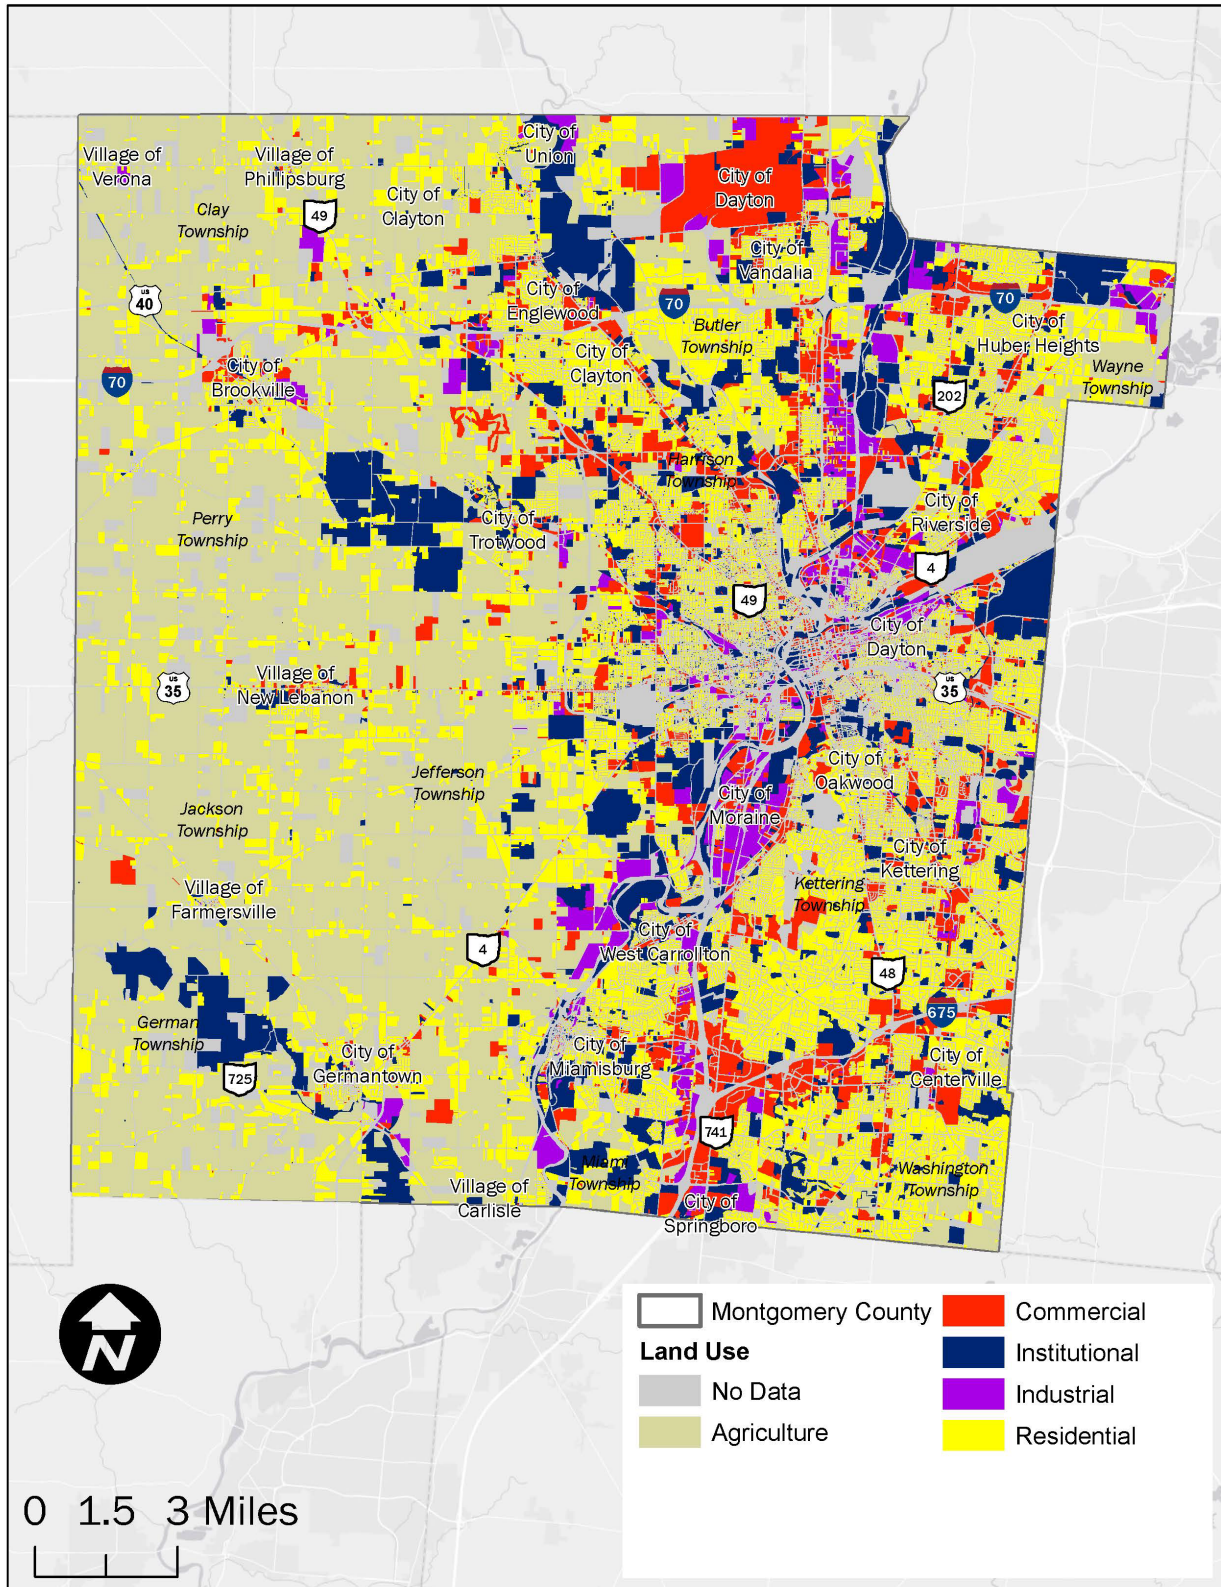 City of
Union
Village of
Verona
Village of
Phillipsburg
City of
Clayton
City of
Dayton
Clay
Township
49
City of
Vandalia
US
40
City of
Englewood
70
70
City of
Huber Heights
Butler
Township
City of
Clayton
Wayne
Township
70
City of
Brookville
202
Harrison
Township
City of
Riverside
Perry
Township
City of
Trotwood
4
49
City of
Dayton
US
35
Village of
New Lebanon
US
35
Jefferson
Township
City of
Oakwood
City of
Moraine
Jackson
Township
City of
Kettering
Village of
Farmersville
Kettering
Township
4
City of
West Carrollton
48
675
German
Township
City of
Germantown
City of
Miamisburg
City of
Centerville
725
741
Miami
Township
Washington
Township
Village of
Carlisle
City of
Springboro
N
Montgomery County
Land Use
No Data
Agriculture
Commercial
Institutional
Industrial
Residential
0 1.5 3 Miles